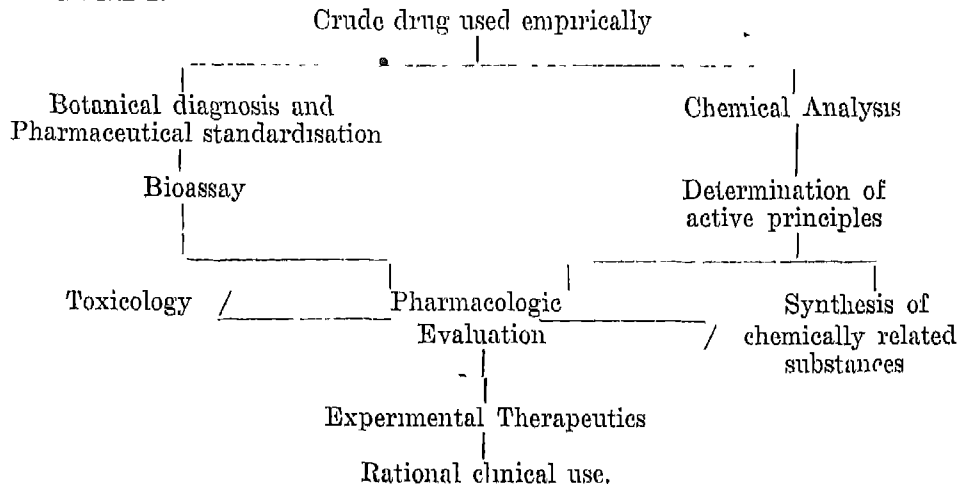 Crude drug used empirically
Botanical diagnosis and
Pharmaceutical standardisation
Chemical Analysis
Bioassay
Determination of
active principles
Toxicology
Pharmacologic
Evaluation
Synthesis of
chemically related
substances
Experimental Therapeutics
Rational clinical use.